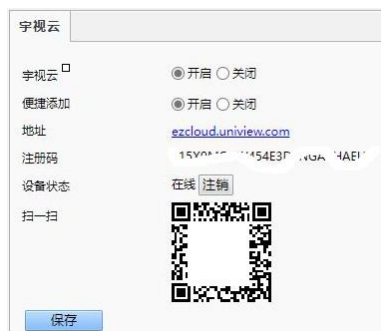 宇视云
宇视云 开启 关闭
便捷添加 开启 关闭
地址 ezcloud.uniview.com
注册码
设备状态 在线 注销
扫一扫
保存